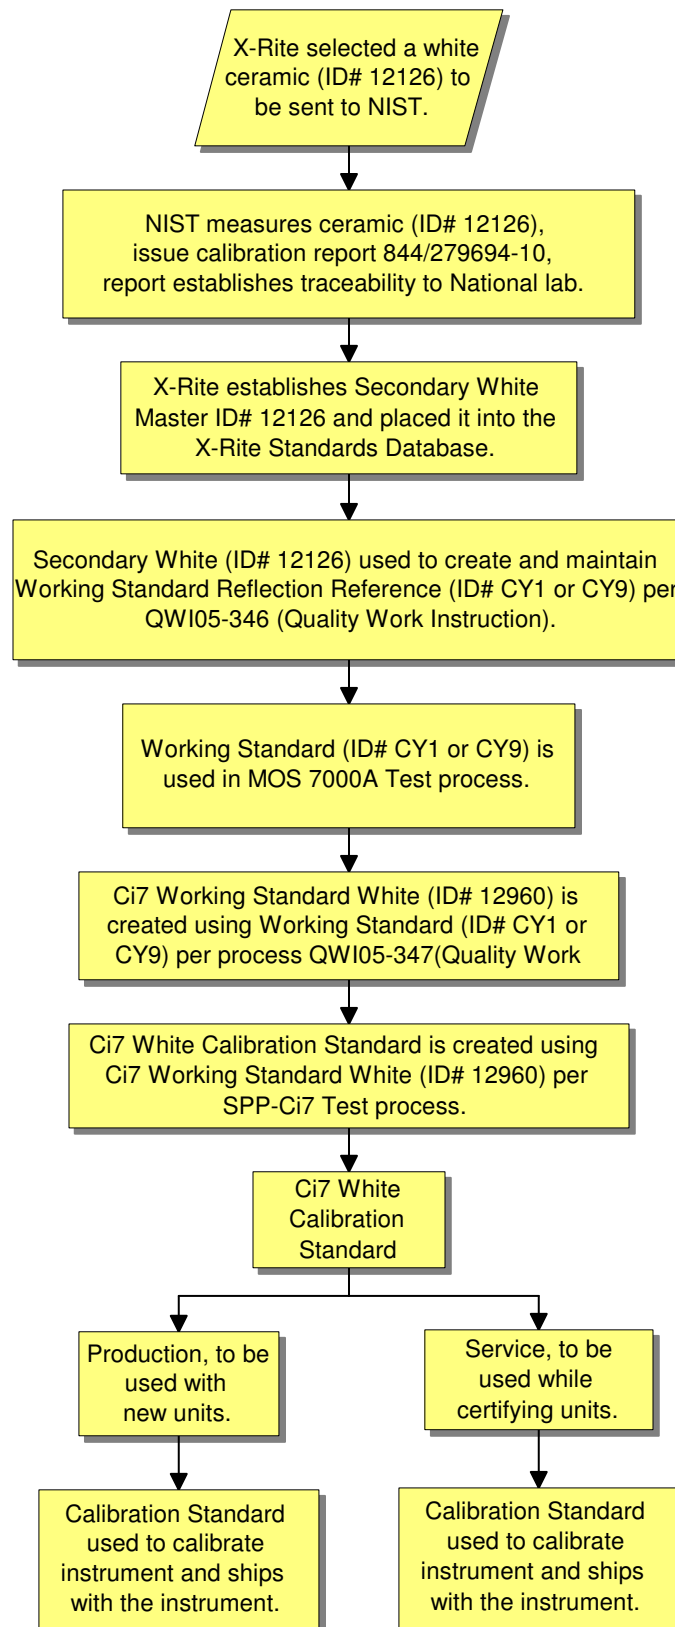 X-Rite selected a white
ceramic (ID# 12126) to
be sent to NIST.
NIST measures ceramic (ID# 12126),
issue calibration report 844/279694-10,
report establishes traceability to National lab.
X-Rite establishes Secondary White
Master ID# 12126 and placed it into the
X-Rite Standards Database.
Secondary White (ID# 12126) used to create and maintain
Working Standard Reflection Reference (ID# CY1 or CY9) per
QWI05-346 (Quality Work Instruction).
Working Standard (ID# CY1 or CY9) is
used in MOS 7000A Test process.
Ci7 Working Standard White (ID# 12960) is
created using Working Standard (ID# CY1 or
CY9) per process QWI05-347(Quality Work
Ci7 White Calibration Standard is created using
Ci7 Working Standard White (ID# 12960) per
SPP-Ci7 Test process.
Ci7 White
Calibration
Standard
Production, to be
used with
new units.
Service, to be
used while
certifying units.
Calibration Standard
used to calibrate
instrument and ships
with the instrument.
Calibration Standard
used to calibrate
instrument and ships
with the instrument.